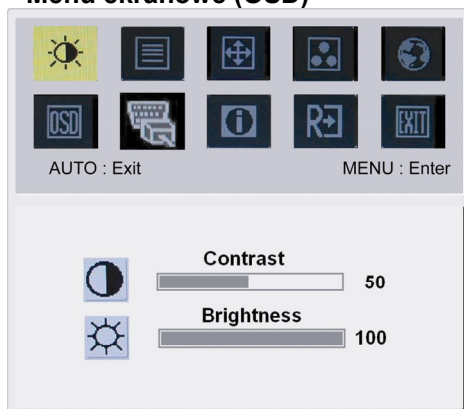 Menu ekranowe (OSD)
OSD
i
R
EXIT
AUTO : Exit
MENU : Enter
Contrast
50
Brightness
100